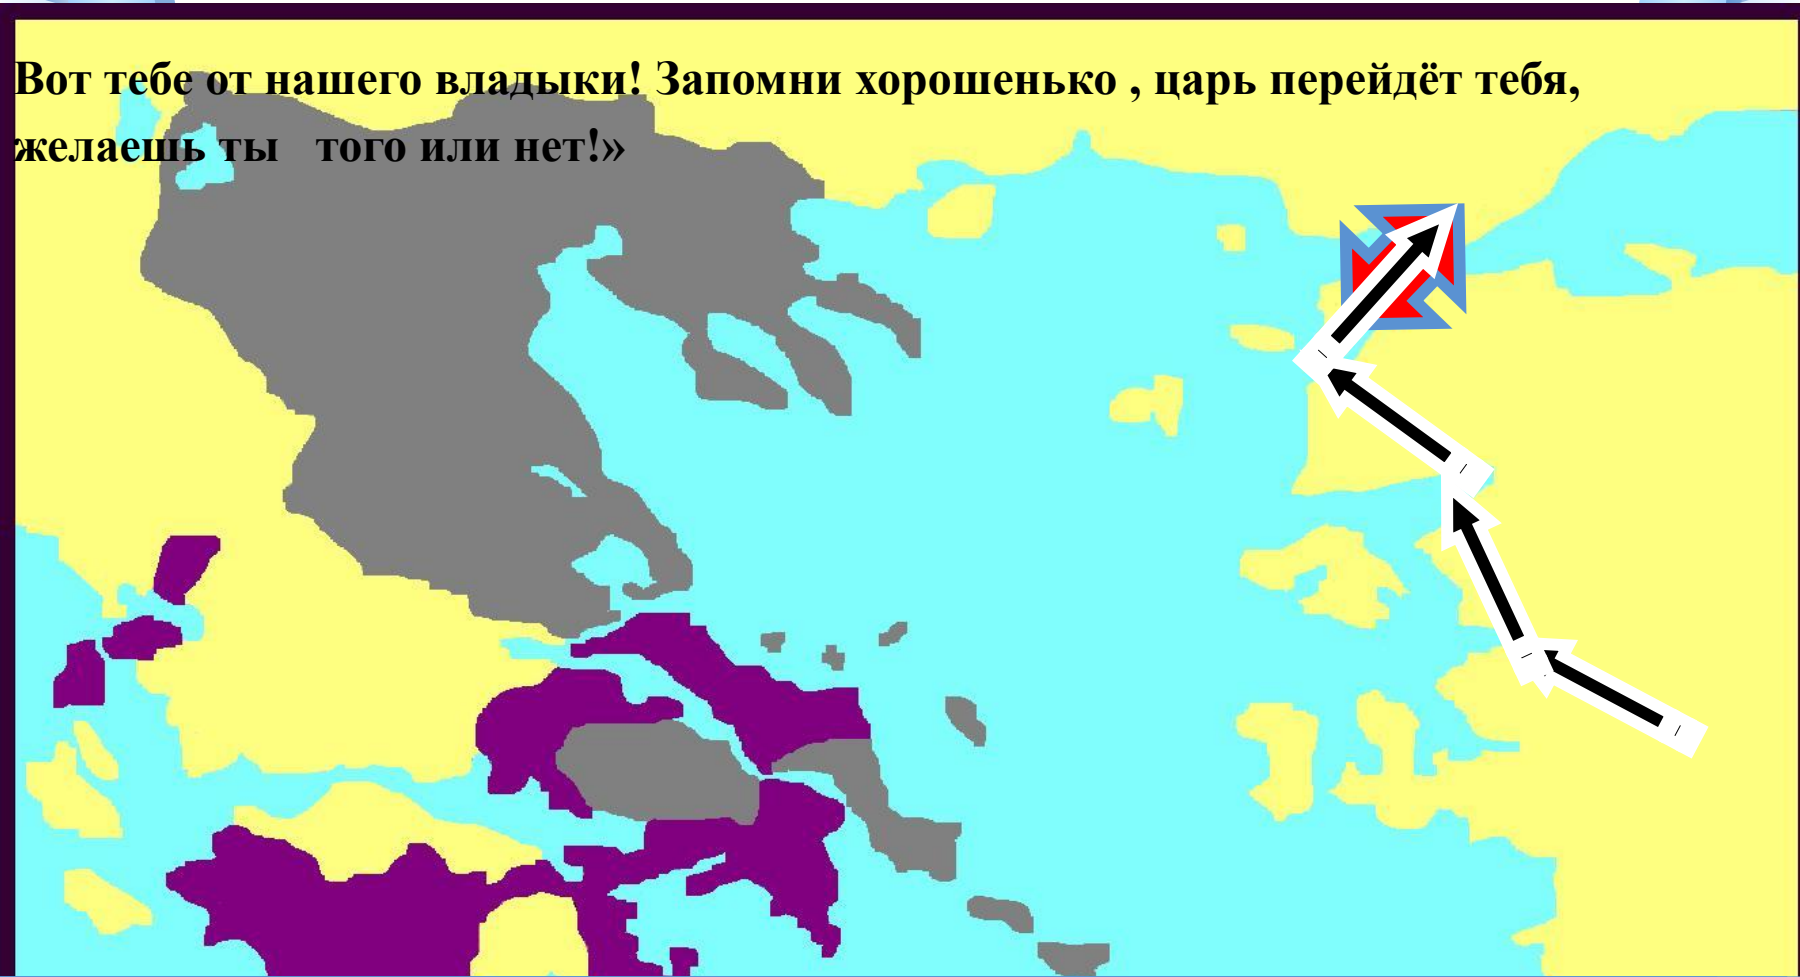 Вот тебе от нашего владыки! Запомни хорошенько , царь перейдёт тебя,
желаешь ты того или нет!»